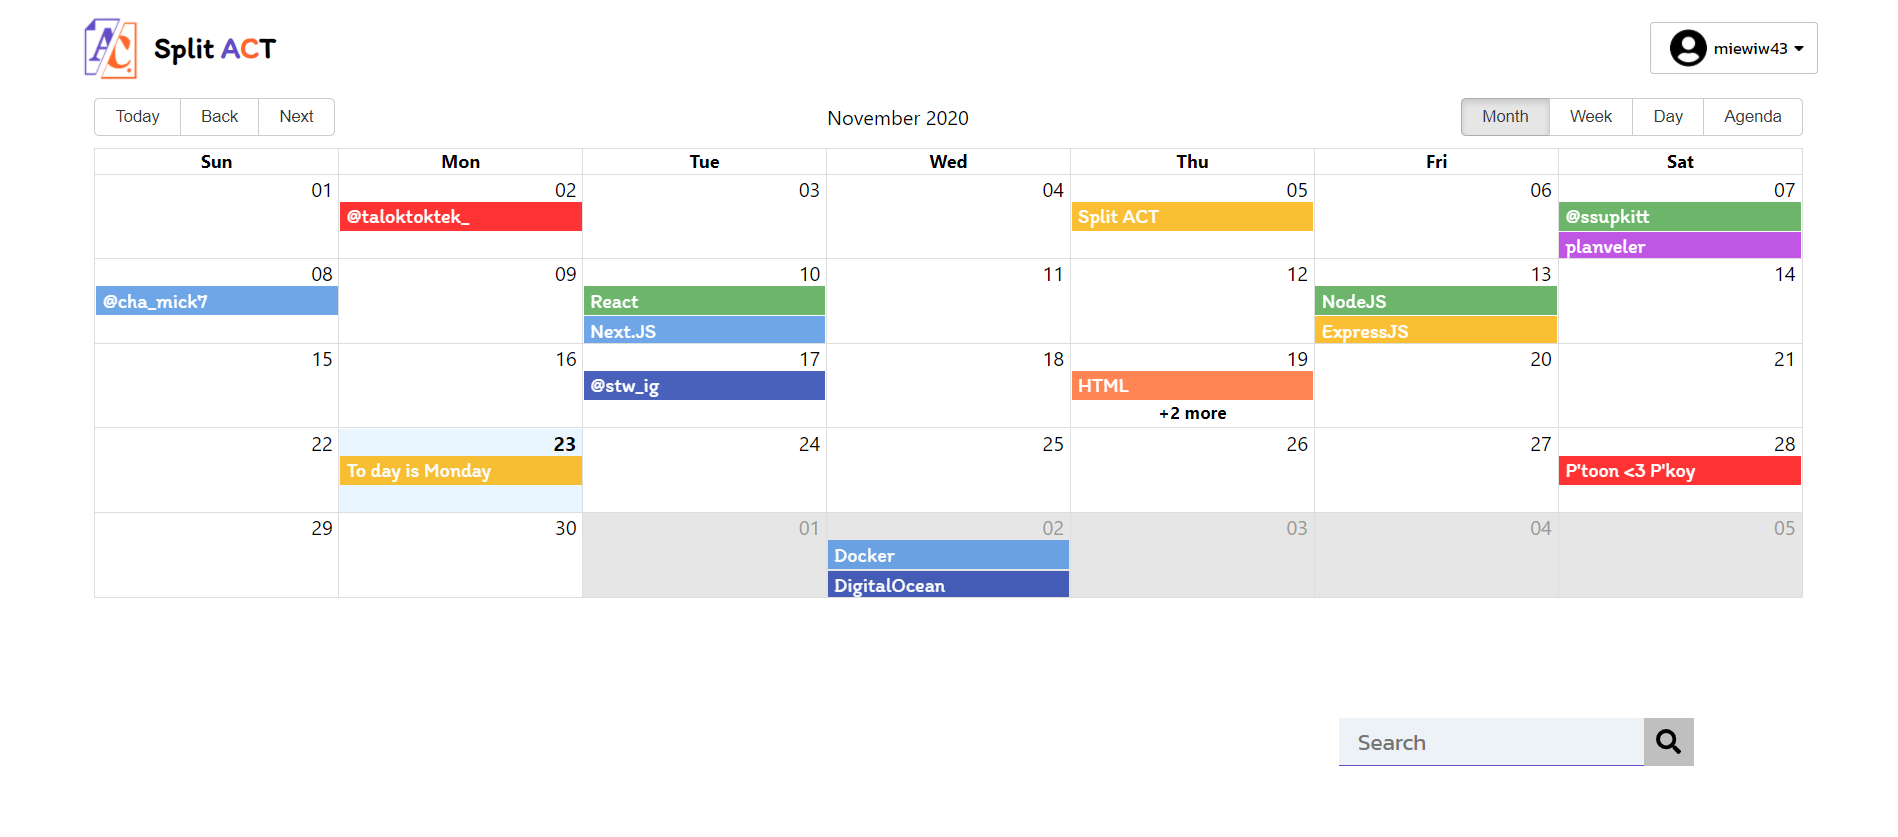 Split ACT
miewiw43
Today Back Next
November 2020
Month Week Day Agenda
Sun Mon Tue Wed Thu Fri Sat
01 02 03 04 05 06 07
@taloktoktek_ Split ACT @ssupkitt
planveler
08 09 10 11 12 13 14
@cha_mick7 React NodeJS
Next.JS ExpressJS
15 16 17 18 19 20 21
@stw_ig HTML
+2 more
22 23 24 25 26 27 28
To day is Monday P'toon <3 P'koy
29 30 01 02 03 04 05
Docker
DigitalOcean
Search